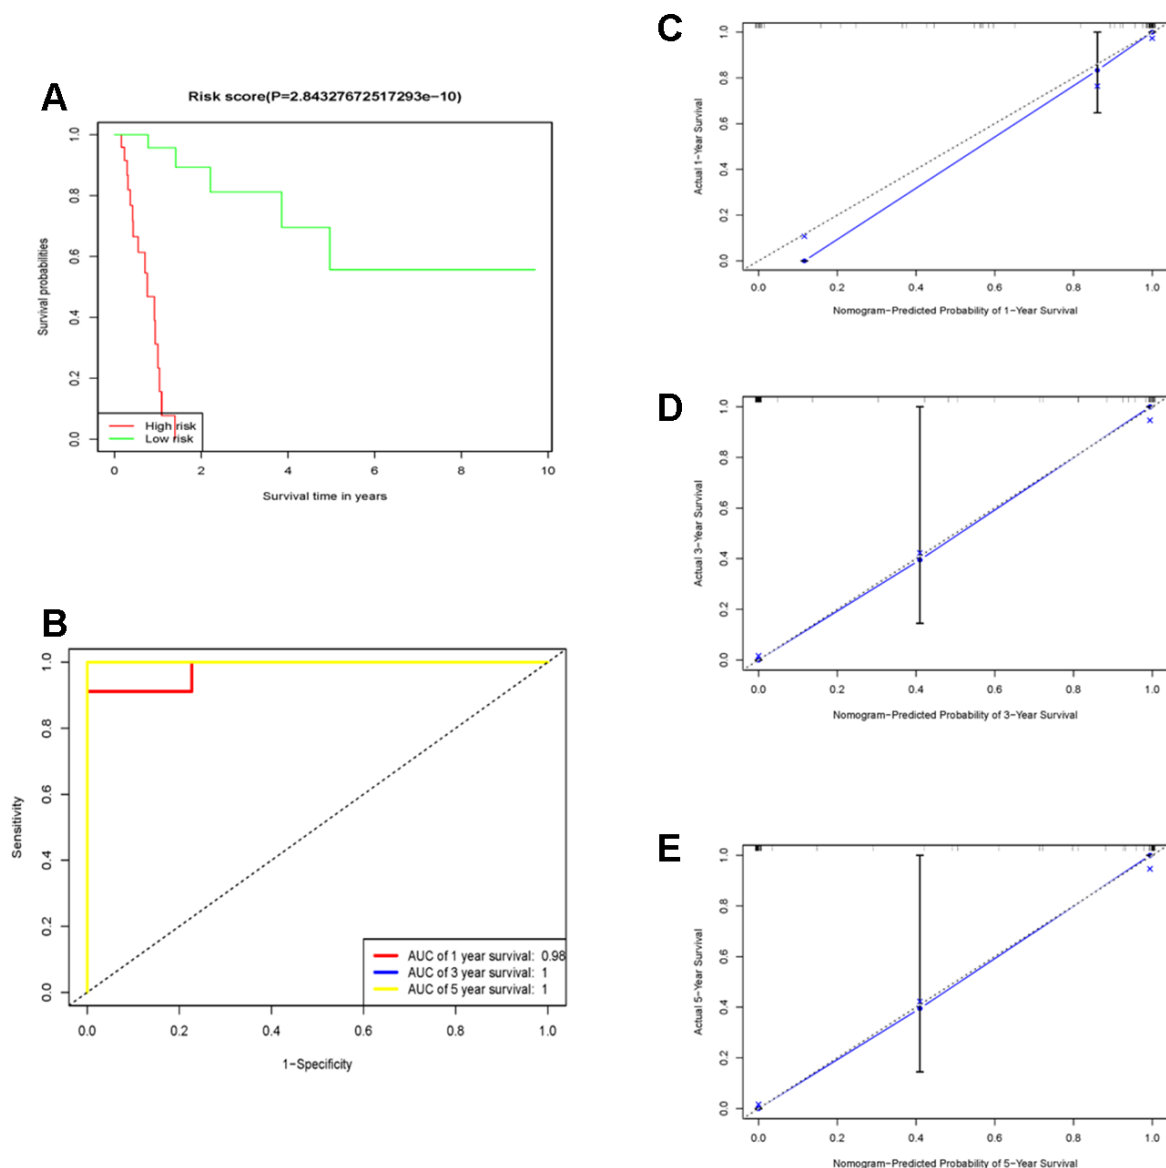 A
Risk score(P=2.84327672517293e−10)
Survival probabilities
1.0
0.8
0.6
0.4
0.2
0.0
High risk
Low risk
0 2 4 6 8 10
Survival time in years
B
Sensitivity
1.0
0.8
0.6
0.4
0.2
0.0
AUC of 1 year survival: 0.98
AUC of 3 year survival: 1
AUC of 5 year survival: 1
0.0 0.2 0.4 0.6 0.8 1.0
1−Specificity
C
Actual 1−Year Survival
1.0
0.8
0.6
0.4
0.2
0.0
0.0 0.2 0.4 0.6 0.8 1.0
Nomogram−Predicted Probability of 1−Year Survival
D
Actual 3−Year Survival
1.0
0.8
0.6
0.4
0.2
0.0
0.0 0.2 0.4 0.6 0.8 1.0
Nomogram−Predicted Probability of 3−Year Survival
E
Actual 5−Year Survival
1.0
0.8
0.6
0.4
0.2
0.0
0.0 0.2 0.4 0.6 0.8 1.0
Nomogram−Predicted Probability of 5−Year Survival